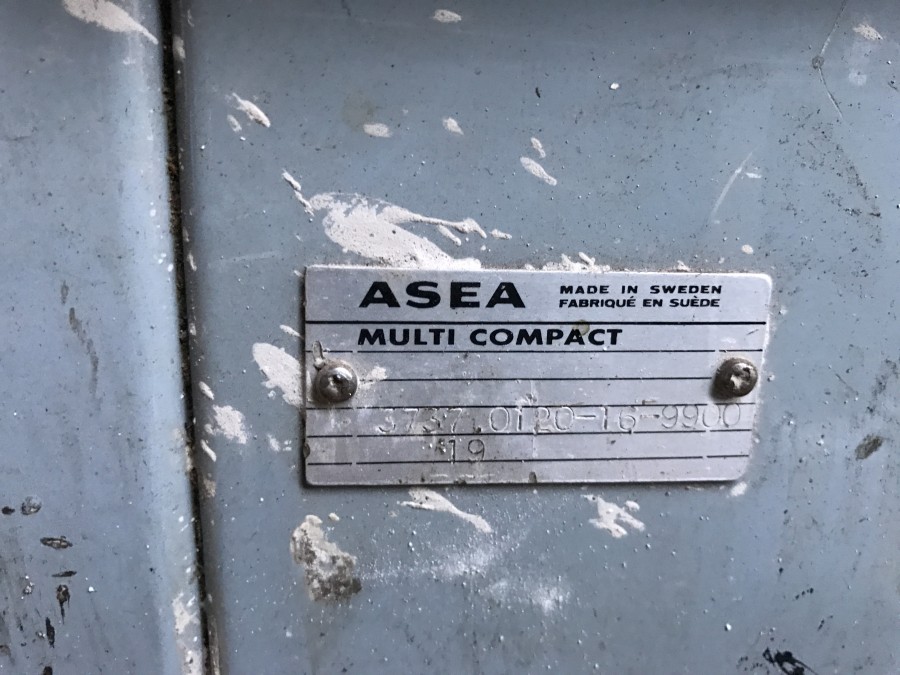 ASEA
MADE IN SWEDEN
FABRIQUÉ EN SUÈDE
MULTI COMPACT
3737.0120-16-9900
19